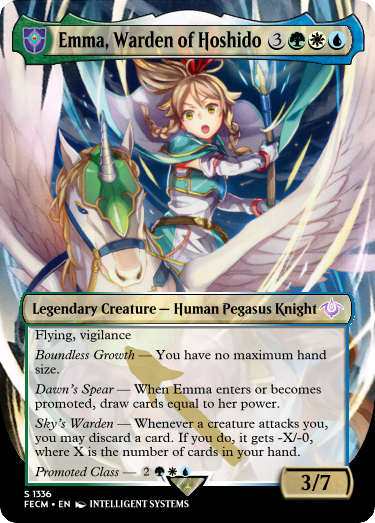 Emma, Warden of Hoshido 3
Legendary Creature — Human Pegasus Knight
Flying, vigilance
Boundless Growth — You have no maximum hand
size.
Dawn's Spear — When Emma enters or becomes
promoted, draw cards equal to her power.
Sky's Warden — Whenever a creature attacks you,
you may discard a card. If you do, it gets -X/-0,
where X is the number of cards in your hand.
Promoted Class — 2
3/7
S 1336
FECM • EN INTELLIGENT SYSTEMS